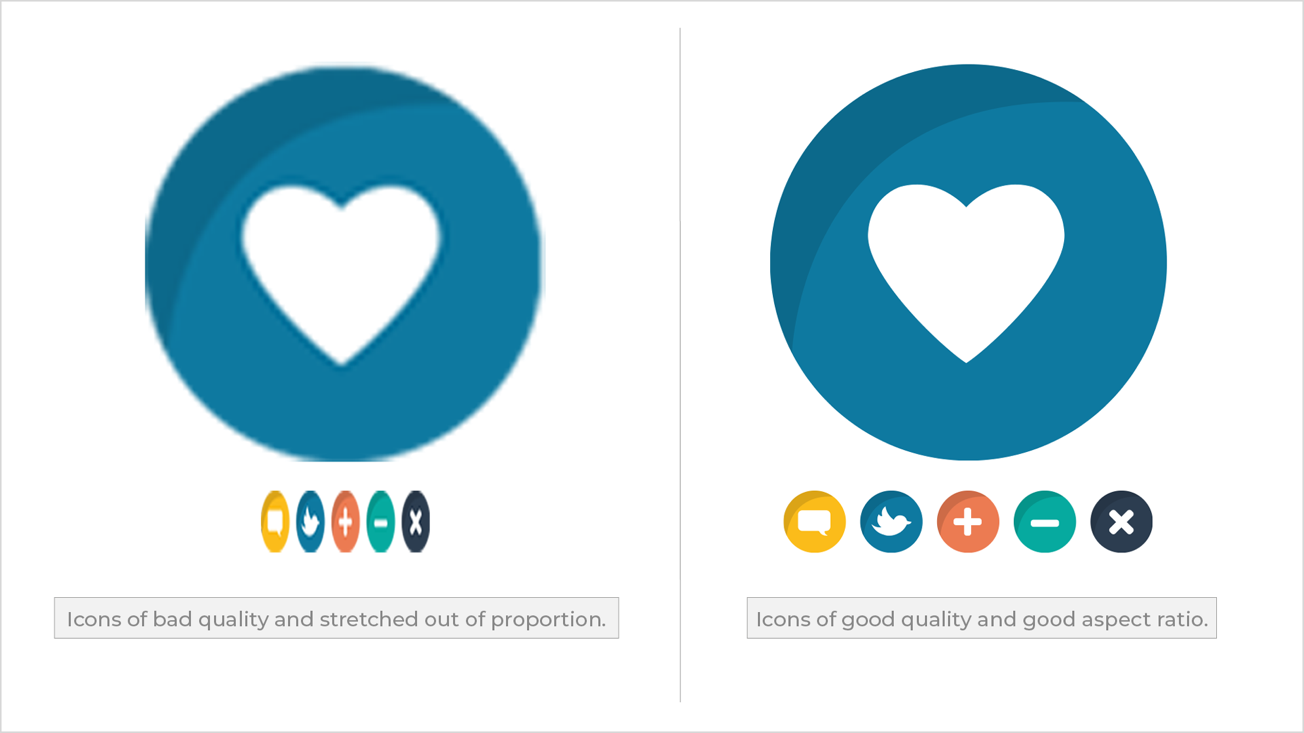 Icons of bad quality and stretched out of proportion.
Icons of good quality and good aspect ratio.